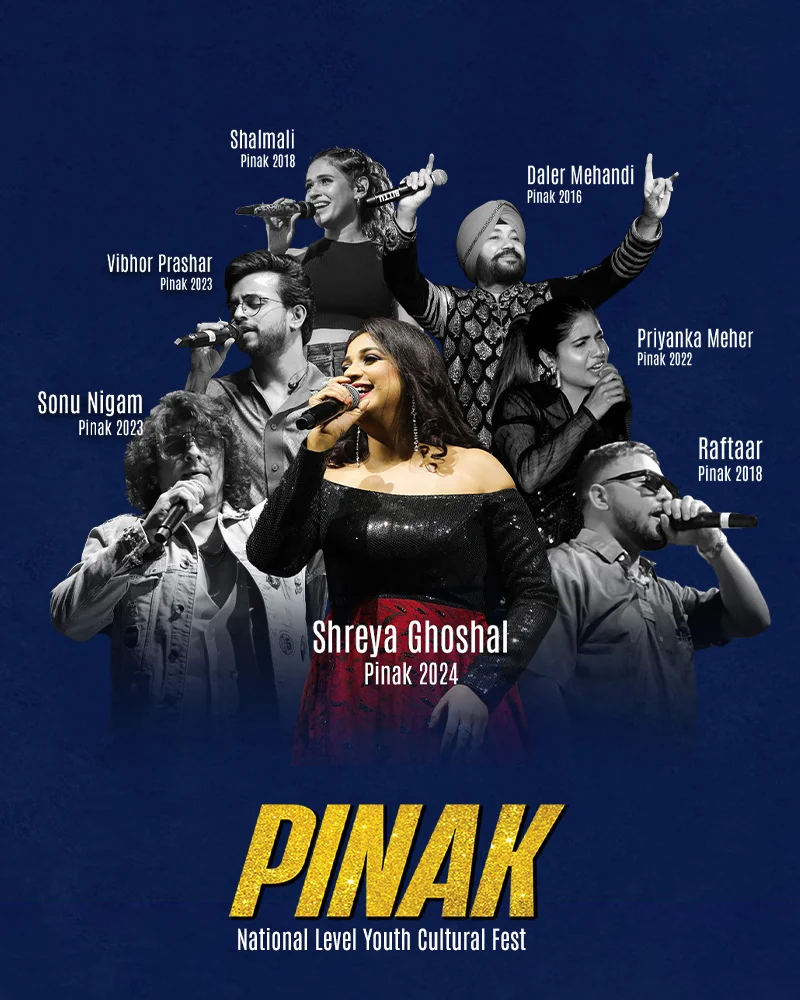 Shalmali
Pinak 2018
Daler Mehandi
Pinak 2016
Vibhor Prashar
Pinak 2023
Priyanka Meher
Pinak 2022
Sonu Nigam
Pinak 2023
Raftaar
Pinak 2018
Shreya Ghoshal
Pinak 2024
PINAK
National Level Youth Cultural Fest